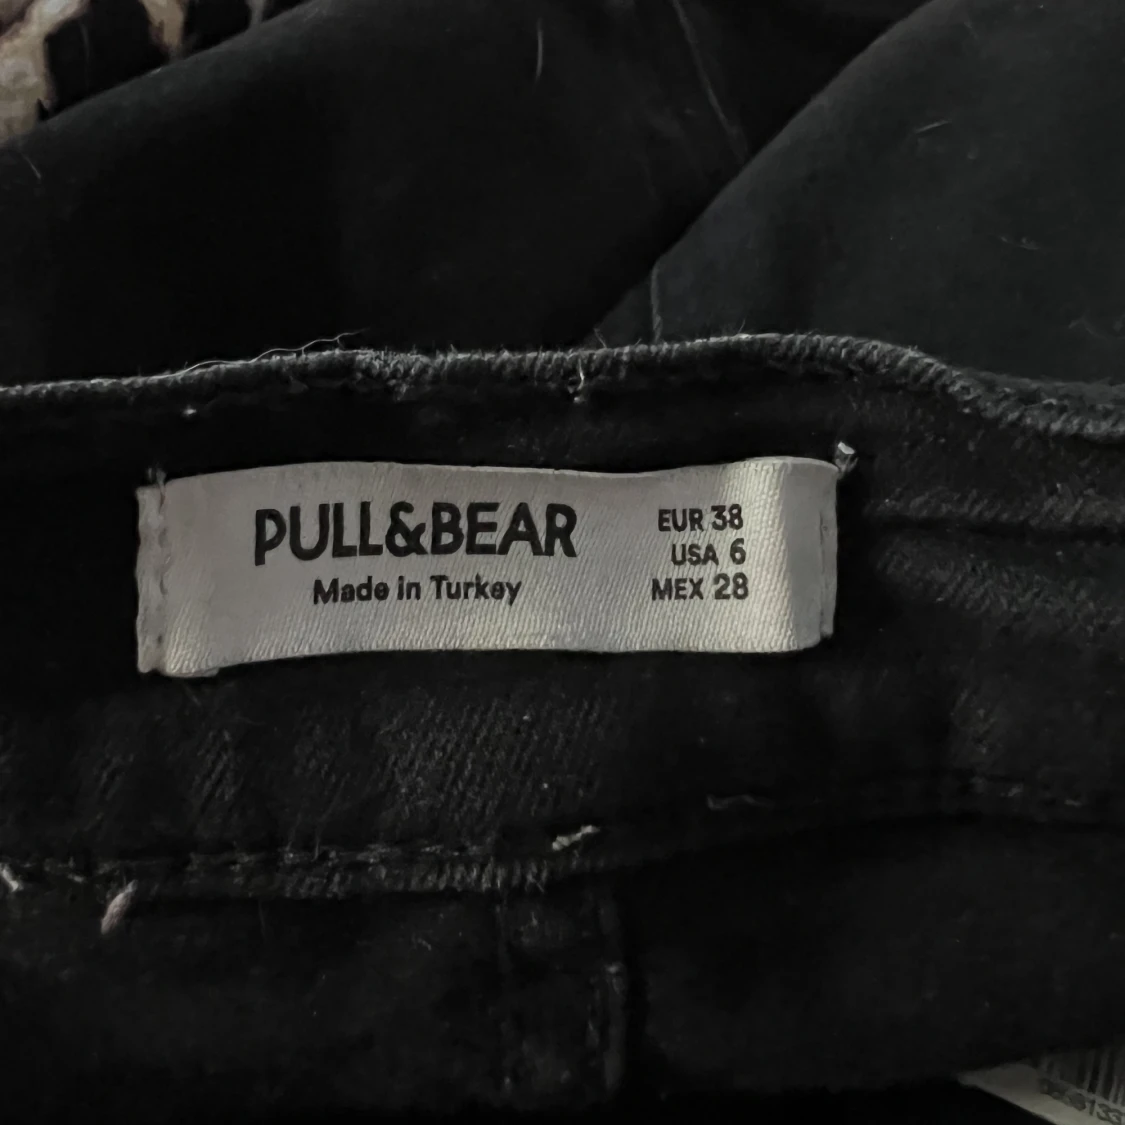 PULL&BEAR
Made in Turkey
EUR 38
USA 6
MEX 28